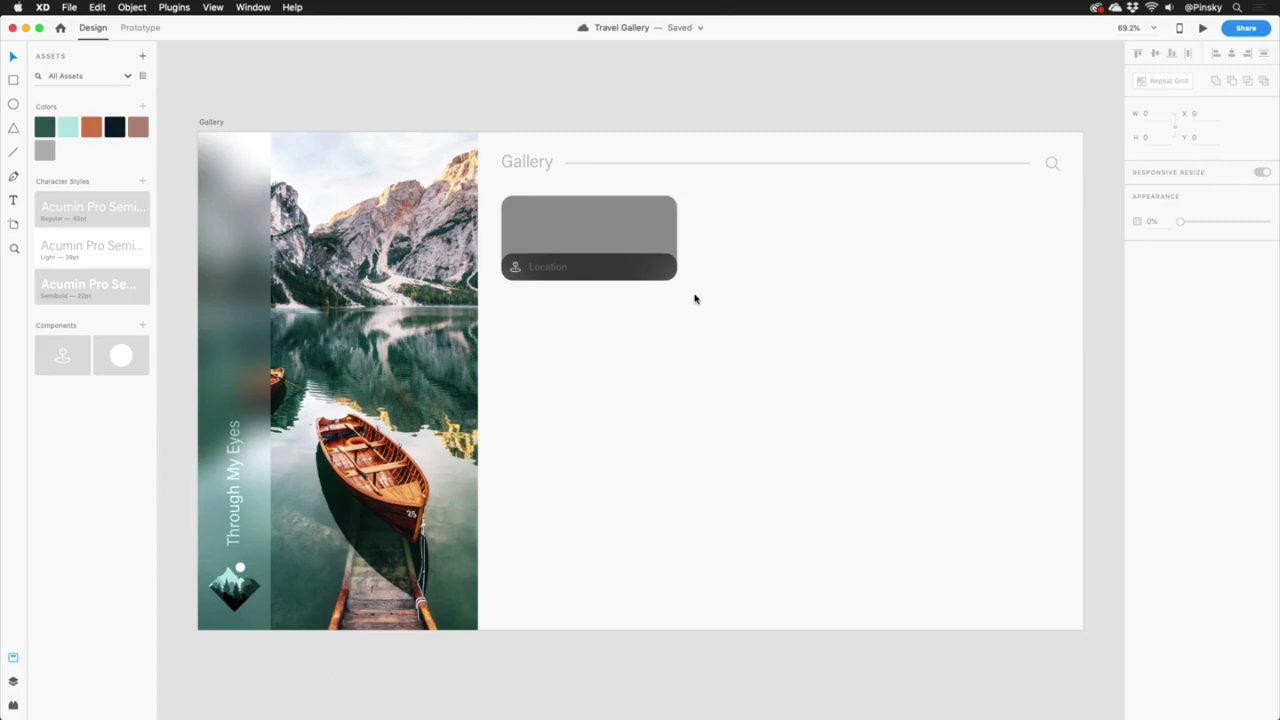 XD File Edit Object Plugins View Window Help @Pinsky
Design Prototype Travel Gallery — Saved 69.2% Share
ASSETS
All Assets
Colors
Character Styles
Acumin Pro Semi...
Regular — 45pt
Acumin Pro Semi...
Light — 39pt
Acumin Pro Se...
Semibold — 22pt
Components
Gallery
Through My Eyes
25
Gallery
Location
Repeat Grid
W 0 X 0
H 0 Y 0
RESPONSIVE RESIZE
APPEARANCE
0%